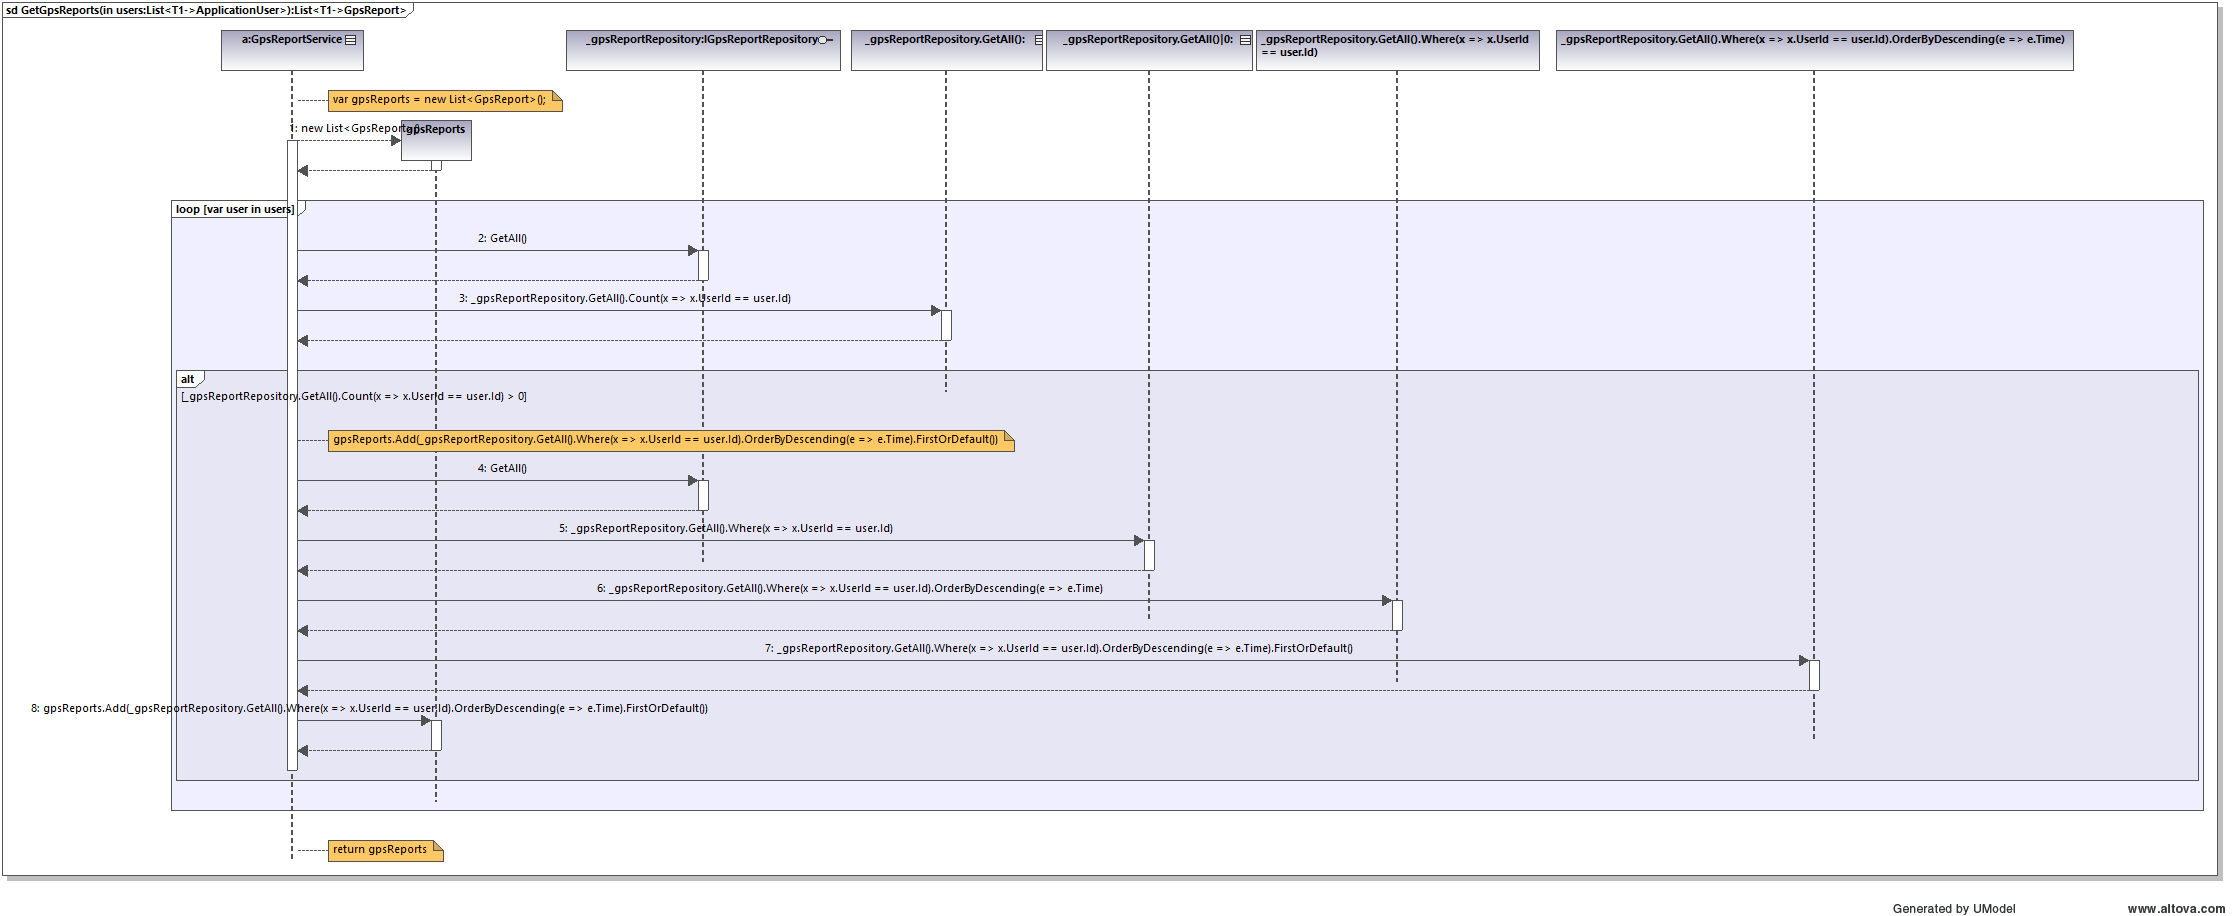 sd GetGpsReports(in users:List<T1->ApplicationUser>):List<T1->GpsReport>
a:GpsReportService
_gpsReportRepository:IGpsReportRepository
_gpsReportRepository.GetAll():
_gpsReportRepository.GetAll()|0:
_gpsReportRepository.GetAll().Where(x => x.UserId
== user.Id)
_gpsReportRepository.GetAll().Where(x => x.UserId == user.Id).OrderByDescending(e => e.Time)
var gpsReports = new List<GpsReport>();
1: new List<GpsReport>()
gpsReports
loop [var user in users]
2: GetAll()
3: _gpsReportRepository.GetAll().Count(x => x.UserId == user.Id)
alt
[_gpsReportRepository.GetAll().Count(x => x.UserId == user.Id) > 0]
gpsReports.Add(_gpsReportRepository.GetAll().Where(x => x.UserId == user.Id).OrderByDescending(e => e.Time).FirstOrDefault())
4: GetAll()
5: _gpsReportRepository.GetAll().Where(x => x.UserId == user.Id)
6: _gpsReportRepository.GetAll().Where(x => x.UserId == user.Id).OrderByDescending(e => e.Time)
7: _gpsReportRepository.GetAll().Where(x => x.UserId == user.Id).OrderByDescending(e => e.Time).FirstOrDefault()
8: gpsReports.Add(_gpsReportRepository.GetAll().Where(x => x.UserId == user.Id).OrderByDescending(e => e.Time).FirstOrDefault())
return gpsReports
Generated by UModel
www.altova.com